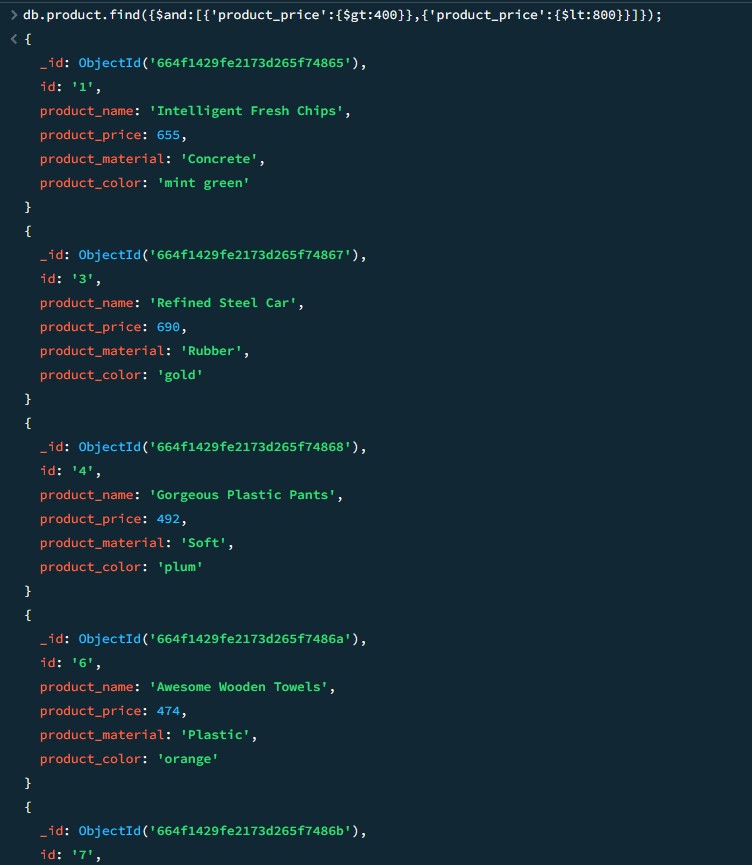 > db.product.find({$and:[{'product_price':{$gt:400}},{'product_price':{$lt:800}}]});
< {
_id: ObjectId('664f1429fe2173d265f74865'),
id: '1',
product_name: 'Intelligent Fresh Chips',
product_price: 655,
product_material: 'Concrete',
product_color: 'mint green'
}
{
_id: ObjectId('664f1429fe2173d265f74867'),
id: '3',
product_name: 'Refined Steel Car',
product_price: 690,
product_material: 'Rubber',
product_color: 'gold'
}
{
_id: ObjectId('664f1429fe2173d265f74868'),
id: '4',
product_name: 'Gorgeous Plastic Pants',
product_price: 492,
product_material: 'Soft',
product_color: 'plum'
}
{
_id: ObjectId('664f1429fe2173d265f7486a'),
id: '6',
product_name: 'Awesome Wooden Towels',
product_price: 474,
product_material: 'Plastic',
product_color: 'orange'
}
{
_id: ObjectId('664f1429fe2173d265f7486b'),
id: '7',